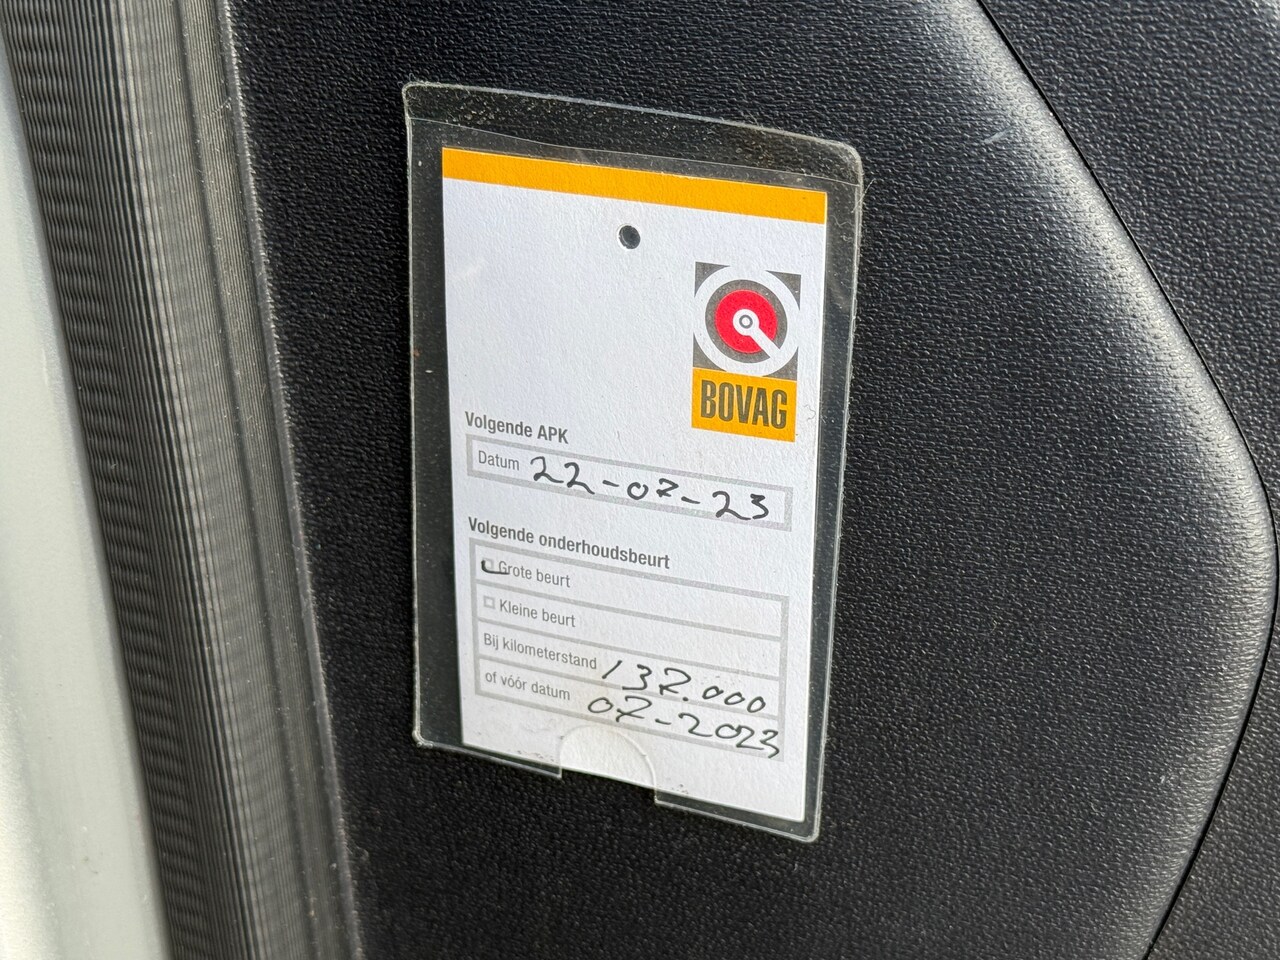 BOVAG
Volgende APK
Datum 22-07-23
Volgende onderhoudsbeurt
Grote beurt
Kleine beurt
Bij kilometerstand 137.000
of vóór datum 07-2023